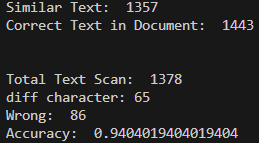 Similar Text:  1357
Correct Text in Document:  1443
Total Text Scan:  1378
diff character: 65
Wrong:  86
Accuracy:  0.9404019404019404